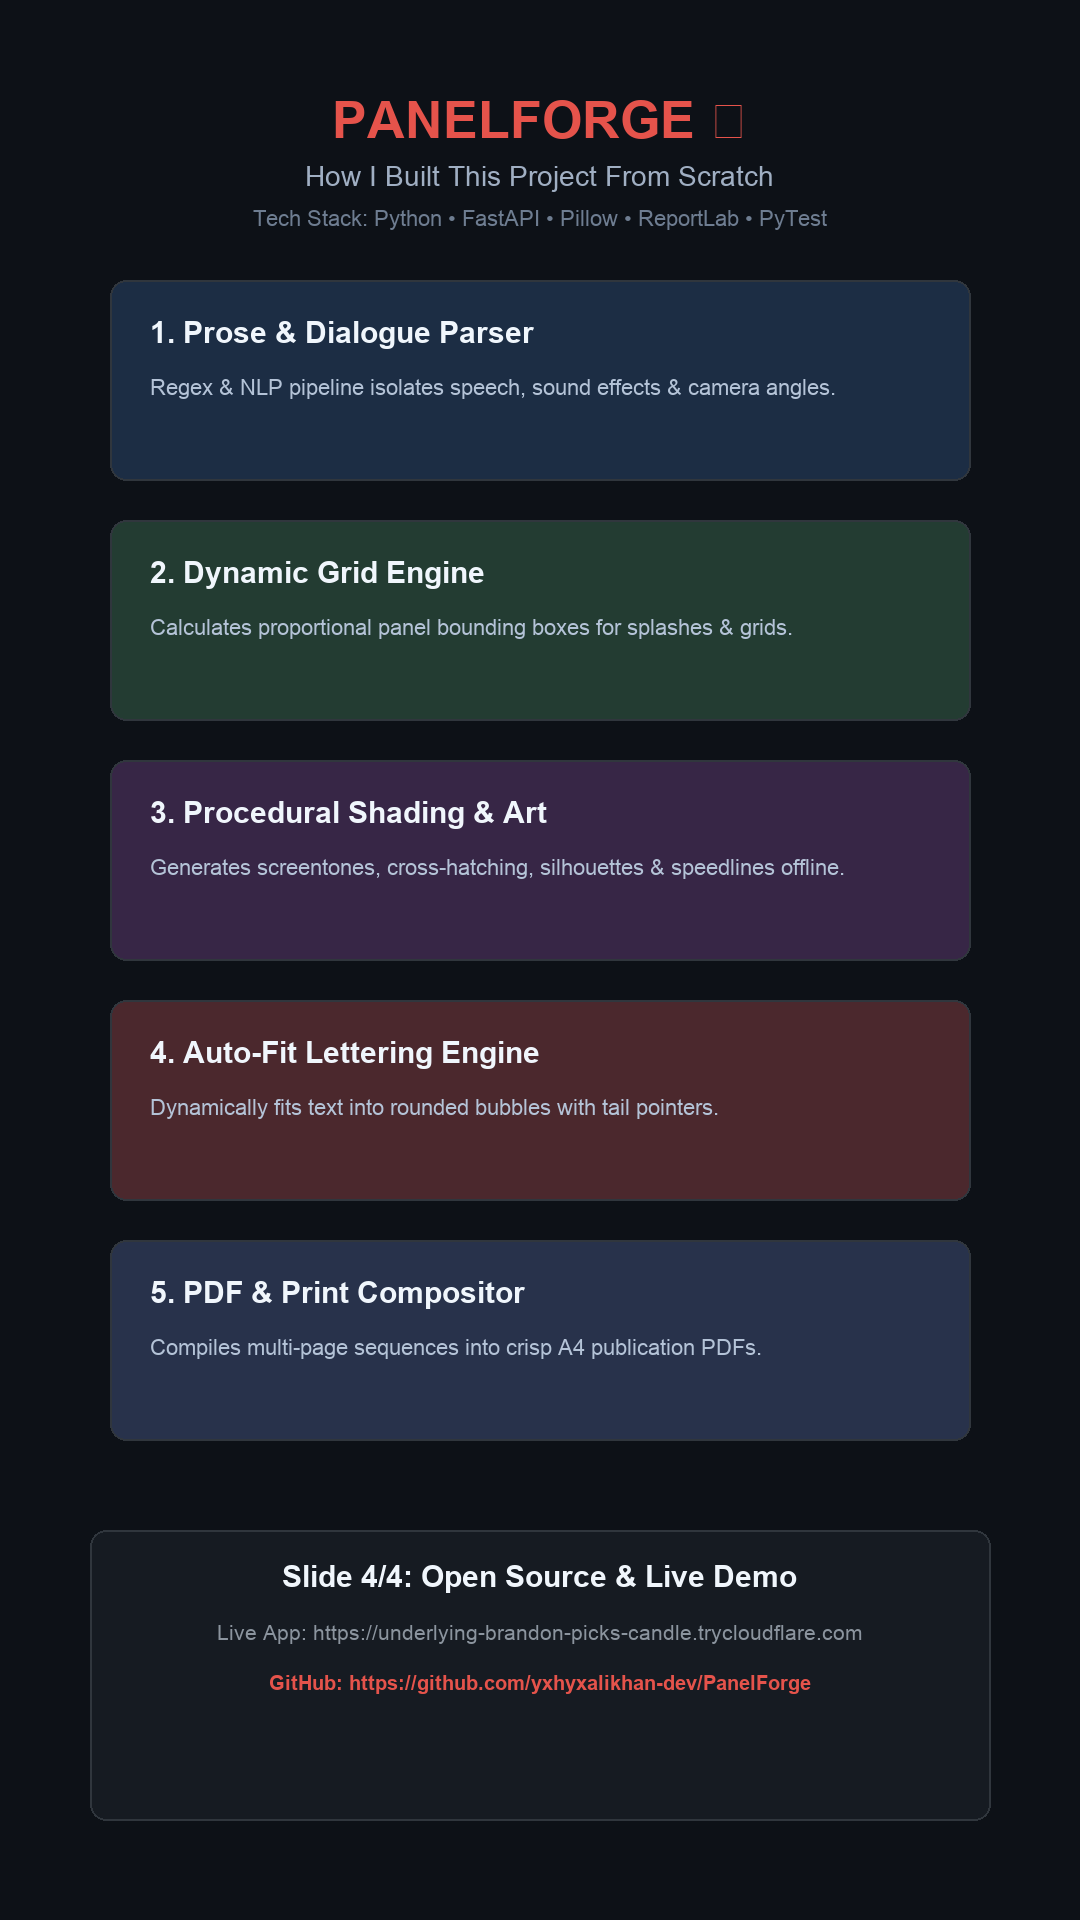 PANELFORGE
How I Built This Project From Scratch
Tech Stack: Python • FastAPI • Pillow • ReportLab • PyTest
1. Prose & Dialogue Parser
Regex & NLP pipeline isolates speech, sound effects & camera angles.
2. Dynamic Grid Engine
Calculates proportional panel bounding boxes for splashes & grids.
3. Procedural Shading & Art
Generates screentones, cross-hatching, silhouettes & speedlines offline.
4. Auto-Fit Lettering Engine
Dynamically fits text into rounded bubbles with tail pointers.
5. PDF & Print Compositor
Compiles multi-page sequences into crisp A4 publication PDFs.
Slide 4/4: Open Source & Live Demo
Live App: https://underlying-brandon-picks-candle.trycloudflare.com
GitHub: https://github.com/yxhyxalikhan-dev/PanelForge